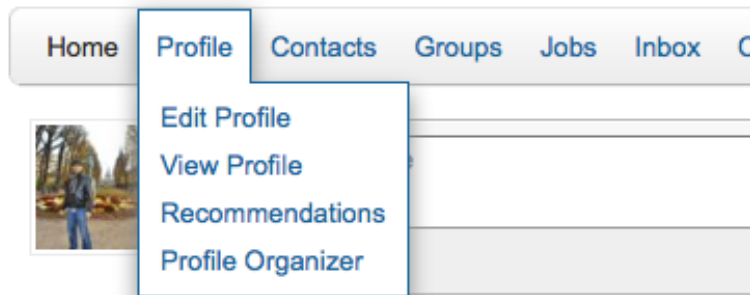 Home Profile Contacts Groups Jobs Inbox
Edit Profile
View Profile
Recommendations
Profile Organizer